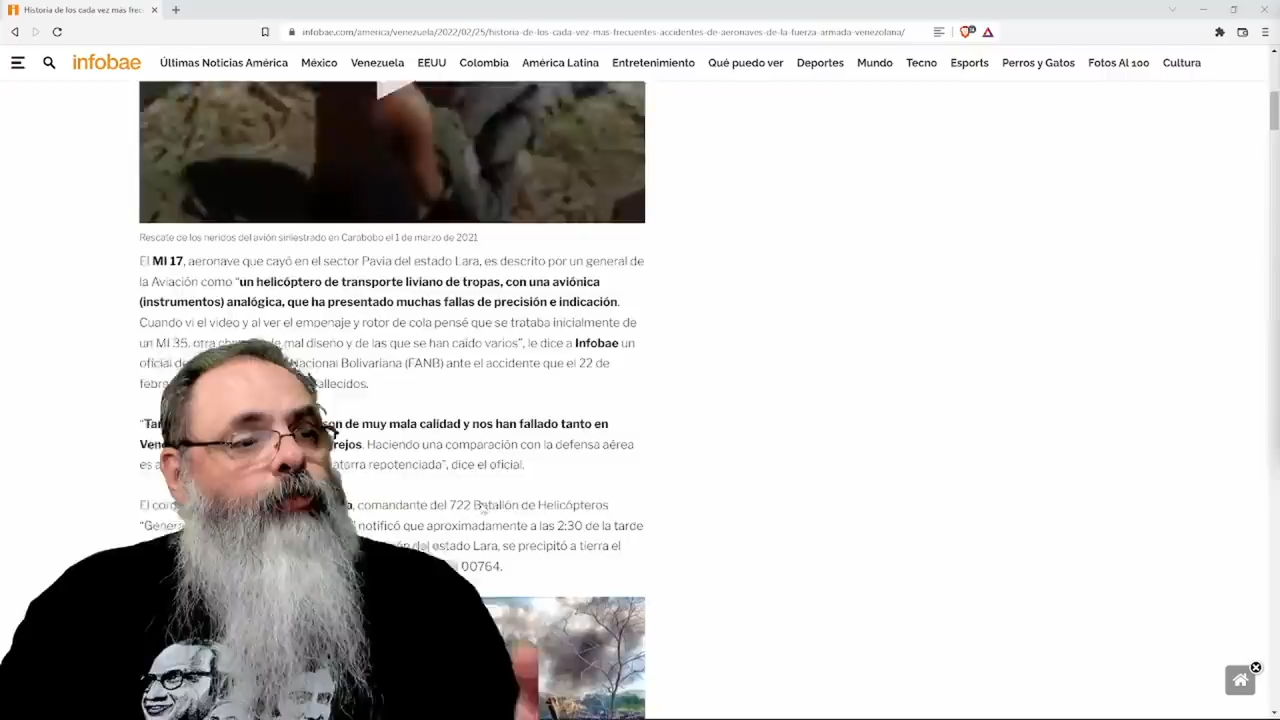 Historia de los cada vez más frec
infobae.com/america/venezuela/2022/02/25/historia-de-los-cada-vez-mas-frecuentes-accidentes-de-aeronaves-de-la-fuerza-armada-venezolana/
infobae Últimas Noticias América México Venezuela EEUU Colombia América Latina Entretenimiento Qué puedo ver Deportes Mundo Tecno Esports Perros y Gatos Fotos Al 100 Cultura
Rescate de los heridos del avión siniestrado en Carabobo el 1 de marzo de 2021
El MI 17, aeronave que cayó en el sector Pavia del estado Lara, es descrito por un general de
la Aviación como “un helicóptero de transporte liviano de tropas, con una aviónica
(instrumentos) analógica, que ha presentado muchas fallas de precisión e indicación.
Cuando vi el video y al ver el empenaje y rotor de cola pensé que se trataba inicialmente de
un MI 35, otra de mal diseno y de las que se han caído varios”, le dice a Infobae un
Nacional Bolivariana (FANB) ante el accidente que el 22 de
son de muy mala calidad y nos han fallado tanto en
Haciendo una comparación con la defensa aérea
repotenciada”, dice el oficial.
comandante del 722 Batallón de Helicópteros
notificó que aproximadamente a las 2:30 de la tarde
del estado Lara, se precipitó a tierra el
00764.